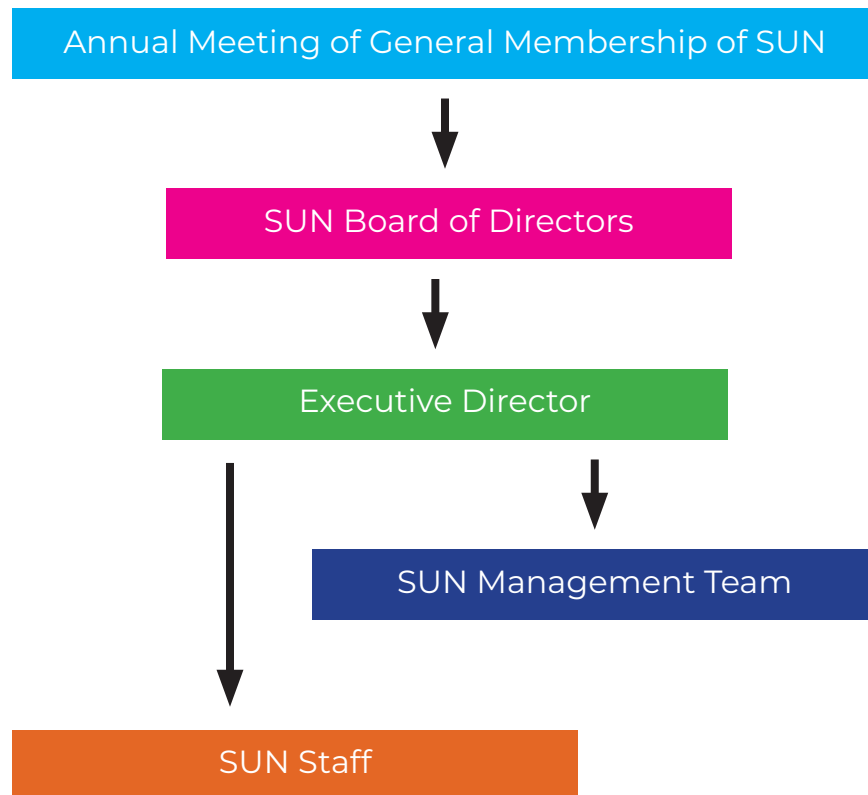 Annual Meeting of General Membership of SUN
SUN Board of Directors
Executive Director
SUN Management Team
SUN Staff